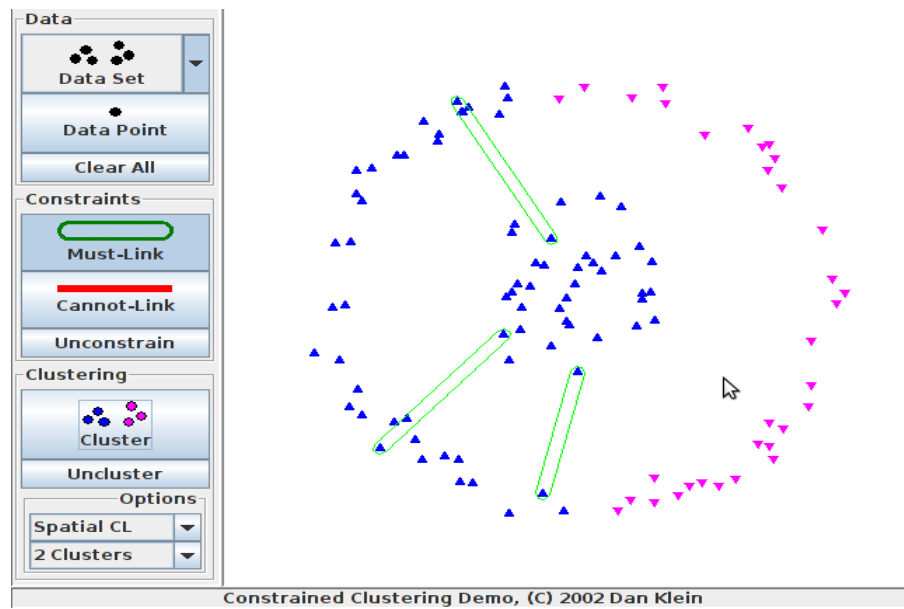 Data
Data Set
Data Point
Clear All
Constraints
Must-Link
Cannot-Link
Unconstrain
Clustering
Cluster
Uncluster
Options
Spatial CL
2 Clusters
Constrained Clustering Demo, (C) 2002 Dan Klein